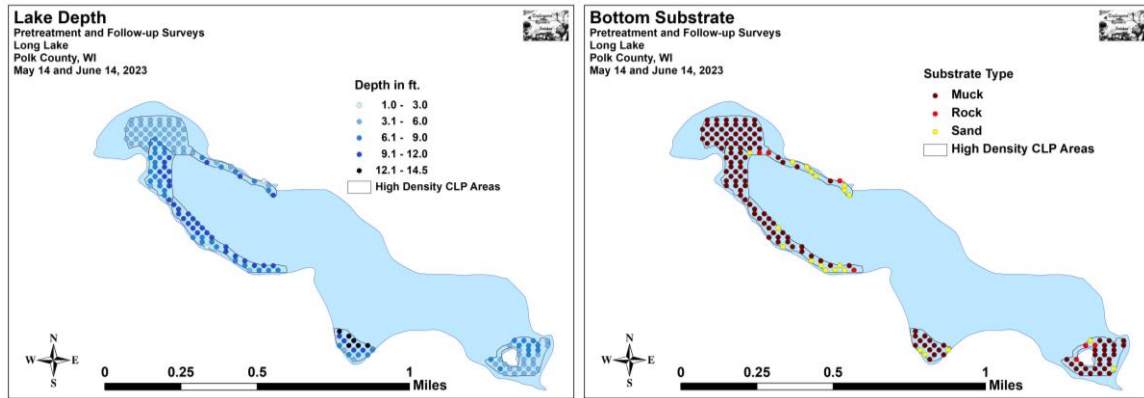 Lake Depth
Pretreatment and Follow-up Surveys
Long Lake
Polk County, WI
May 14 and June 14, 2023
Depth in ft.
1.0 - 3.0
3.1 - 6.0
6.1 - 9.0
9.1 - 12.0
12.1 - 14.5
High Density CLP Areas
N
W E
S
0 0.25 0.5 1
Miles
Bottom Substrate
Pretreatment and Follow-up Surveys
Long Lake
Polk County, WI
May 14 and June 14, 2023
Substrate Type
Muck
Rock
Sand
High Density CLP Areas
N
W E
S
0 0.25 0.5 1
Miles